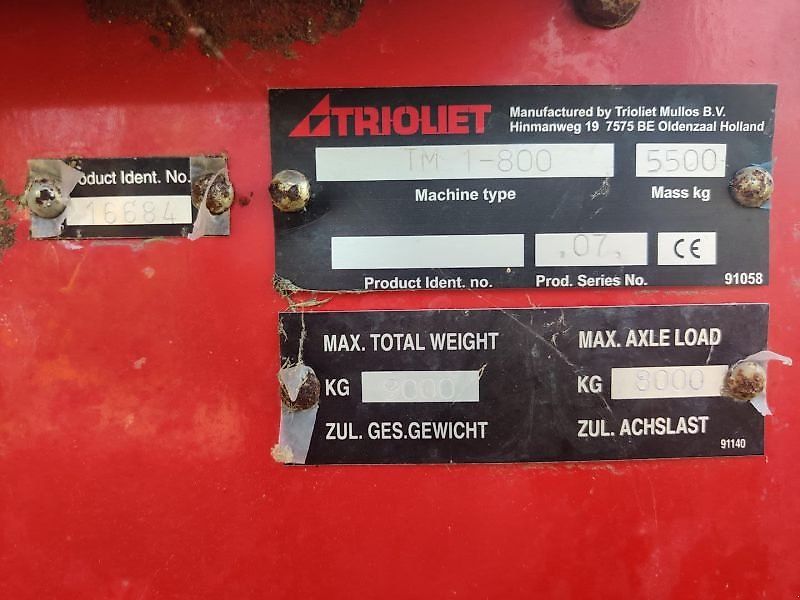 Product Ident. No.
16684
TRIOLIET
Manufactured by Trioliet Mullos B.V.
Hinmanweg 19 7575 BE Oldenzaal Holland
TM 1-800
5500
Machine type
Mass kg
.07,
CE
Product Ident. no.
Prod. Series No.
91058
MAX. TOTAL WEIGHT
MAX. AXLE LOAD
KG 9000
KG 8000
ZUL. GES.GEWICHT
ZUL. ACHSLAST
91140